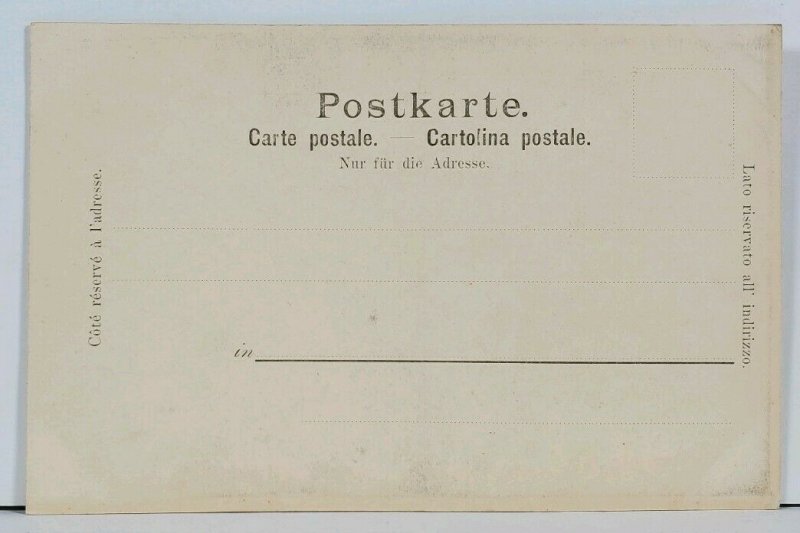 Postkarte.
Carte postale. — Cartolina postale.
Nur für die Adresse.
Côté réservé à l'adresse.
Lato riservato all' indirizzo.
in